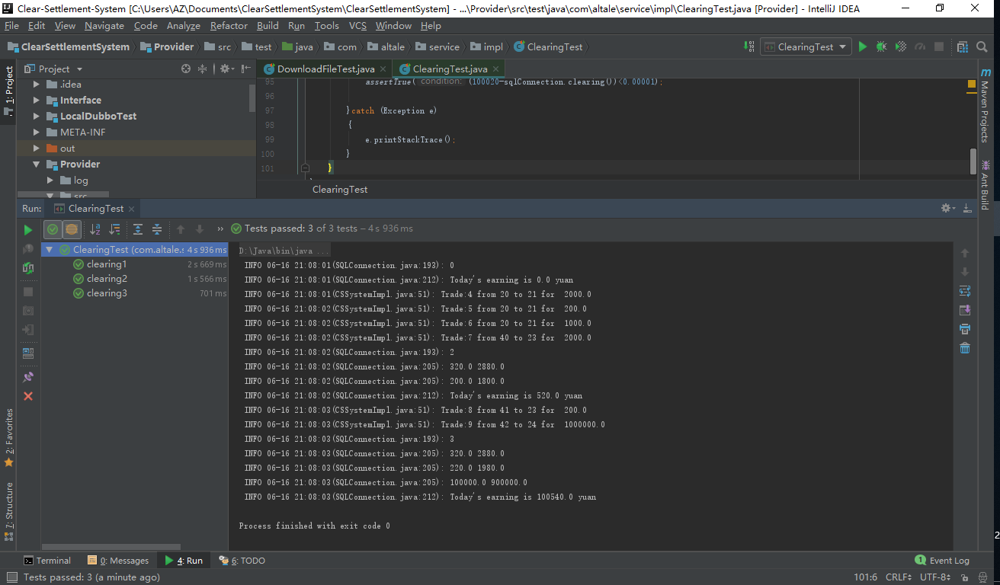 Clear-Settlement-System [C:\Users\AZ\Documents\ClearSettlementSystem\ClearSettlementSystem] - ...\Provider\src\test\java\com\altale\service\impl\ClearingTest.java [Provider] - IntelliJ IDEA
File Edit View Navigate Code Analyze Refactor Build Run Tools VCS Window Help
ClearSettlementSystem Provider src test java com altale service impl ClearingTest ClearingTest
Project DownloadFileTest.java ClearingTest.java
1: Project
.idea
Interface
LocalDubboTest
META-INF
out
Provider
log
src
95 assertTrue( condition: (100020-sqlConnection.clearing())<0.00001);
96
97 }catch (Exception e)
98 {
99 e.printStackTrace();
100 }
101 }
ClearingTest
Maven Projects
Ant Build
Run: ClearingTest
Tests passed: 3 of 3 tests – 4 s 936 ms
ClearingTest (com.altale.s 4 s 936 ms
clearing1 2 s 669 ms
clearing2 1 s 566 ms
clearing3 701 ms
D:\Java\bin\java ...
INFO 06-16 21:08:01(SQLConnection.java:193): 0
INFO 06-16 21:08:01(SQLConnection.java:212): Today's earning is 0.0 yuan
INFO 06-16 21:08:01(CSSystemImpl.java:51): Trade:4 from 20 to 21 for  2000.0
INFO 06-16 21:08:02(CSSystemImpl.java:51): Trade:5 from 20 to 21 for  200.0
INFO 06-16 21:08:02(CSSystemImpl.java:51): Trade:6 from 20 to 21 for  1000.0
INFO 06-16 21:08:02(CSSystemImpl.java:51): Trade:7 from 40 to 23 for  2000.0
INFO 06-16 21:08:02(SQLConnection.java:193): 2
INFO 06-16 21:08:02(SQLConnection.java:205): 320.0 2880.0
INFO 06-16 21:08:02(SQLConnection.java:205): 200.0 1800.0
INFO 06-16 21:08:02(SQLConnection.java:212): Today's earning is 520.0 yuan
INFO 06-16 21:08:03(CSSystemImpl.java:51): Trade:8 from 41 to 23 for  200.0
INFO 06-16 21:08:03(CSSystemImpl.java:51): Trade:9 from 42 to 24 for  1000000.0
INFO 06-16 21:08:03(SQLConnection.java:193): 3
INFO 06-16 21:08:03(SQLConnection.java:205): 320.0 2880.0
INFO 06-16 21:08:03(SQLConnection.java:205): 220.0 1980.0
INFO 06-16 21:08:03(SQLConnection.java:205): 100000.0 900000.0
INFO 06-16 21:08:03(SQLConnection.java:212): Today's earning is 100540.0 yuan
Process finished with exit code 0
2: Favorites
7: Structure
2
Terminal 0: Messages 4: Run 6: TODO 1 Event Log
Tests passed: 3 (a minute ago) 101:6 CRLF UTF-8